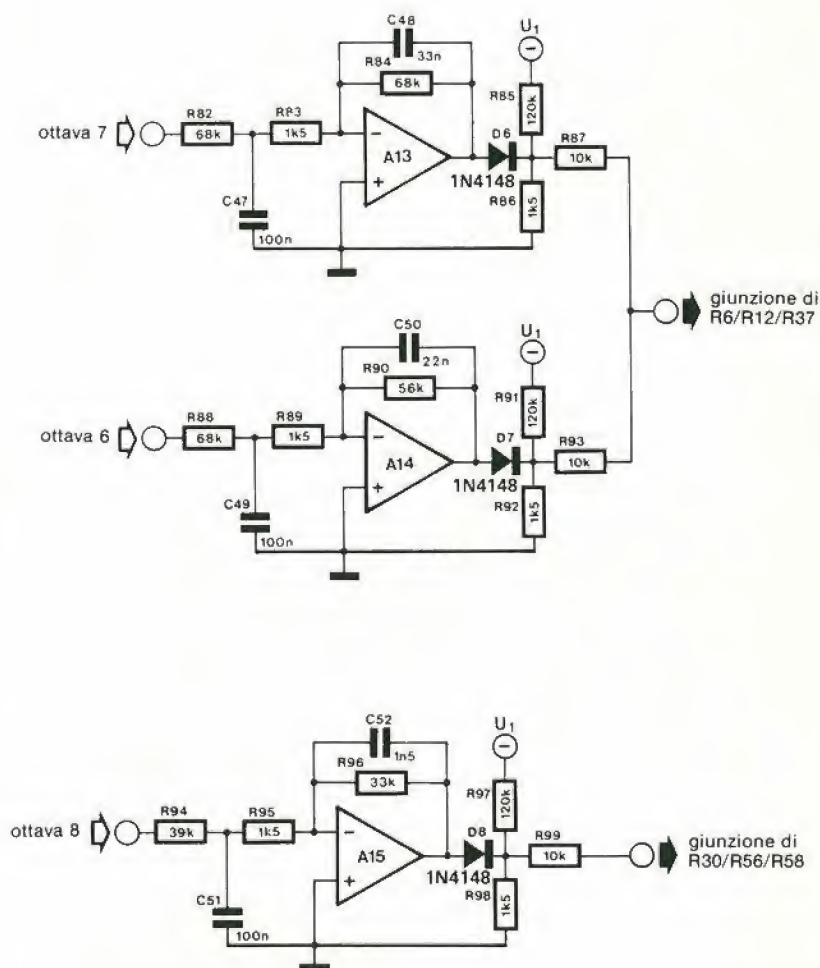 C48
33n
R84
68k
U1
R85
120k
R82
68k
R83
1k5
ottava 7
A13
D6
1N4148
R87
10k
R86
1k5
C47
100n
giunzione di
R6/R12/R37
C50
22n
R90
56k
U1
R91
120k
R88
68k
R89
1k5
ottava 6
A14
D7
1N4148
R93
10k
R92
1k5
C49
100n
C52
1n5
R96
33k
U1
R97
120k
R94
39k
R95
1k5
ottava 8
A15
D8
1N4148
R99
10k
R98
1k5
C51
100n
giunzione di
R30/R56/R58